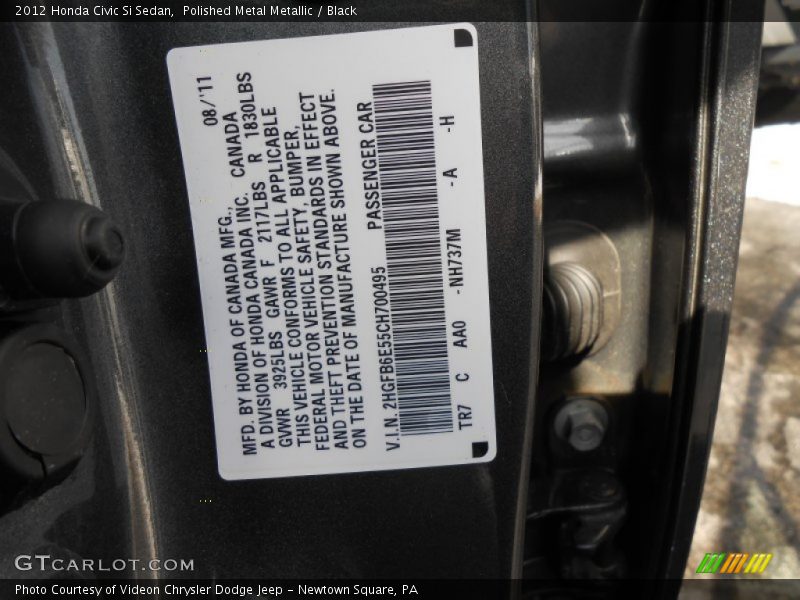 2012 Honda Civic Si Sedan, Polished Metal Metallic / Black
08/'11
MFD. BY HONDA OF CANADA MFG., CANADA
A DIVISION OF HONDA CANADA INC.
GVWR 3925LBS GAWR F 2117LBS R 1830LBS
THIS VEHICLE CONFORMS TO ALL APPLICABLE
FEDERAL MOTOR VEHICLE SAFETY, BUMPER,
AND THEFT PREVENTION STANDARDS IN EFFECT
ON THE DATE OF MANUFACTURE SHOWN ABOVE.
V.I.N. 2HGFB6E55CH700495 PASSENGER CAR
TR7 C AA0 -NH737M -A -H
GTCARLOT.COM
Photo Courtesy of Videon Chrysler Dodge Jeep - Newtown Square, PA